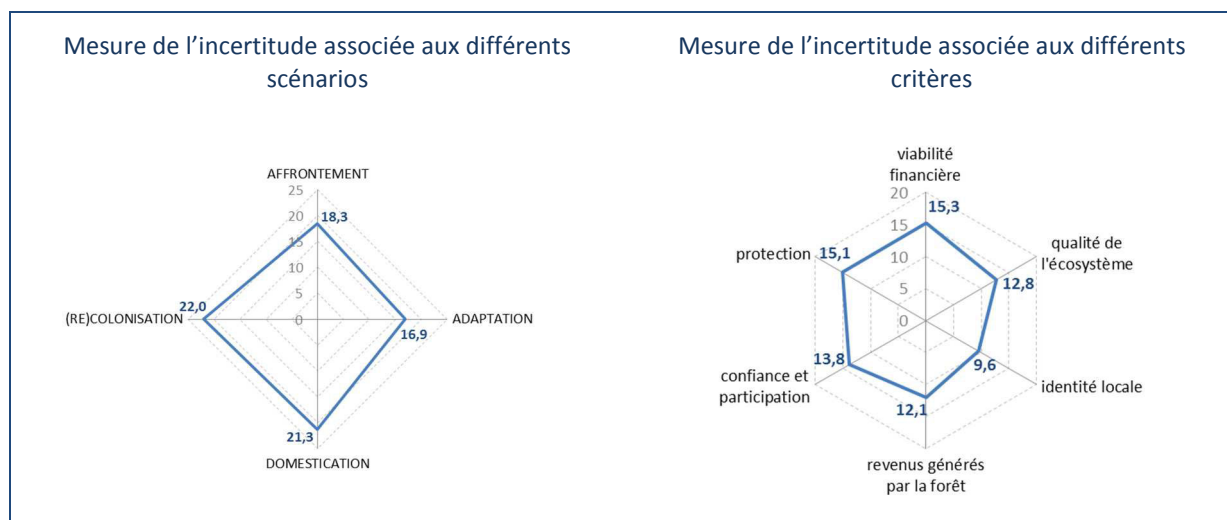 Mesure de l’incertitude associée aux différents
scénarios
AFFRONTEMENT
25
20
18,3
15
10
5
0
22,0
(RE)COLONISATION
ADAPTATION
16,9
21,3
DOMESTICATION
Mesure de l’incertitude associée aux différents
critères
viabilité
financière
20
15,3
15
10
5
0
protection
15,1
qualité de
l'écosystème
12,8
13,8
confiance et
participation
9,6
identité locale
12,1
revenus générés
par la forêt